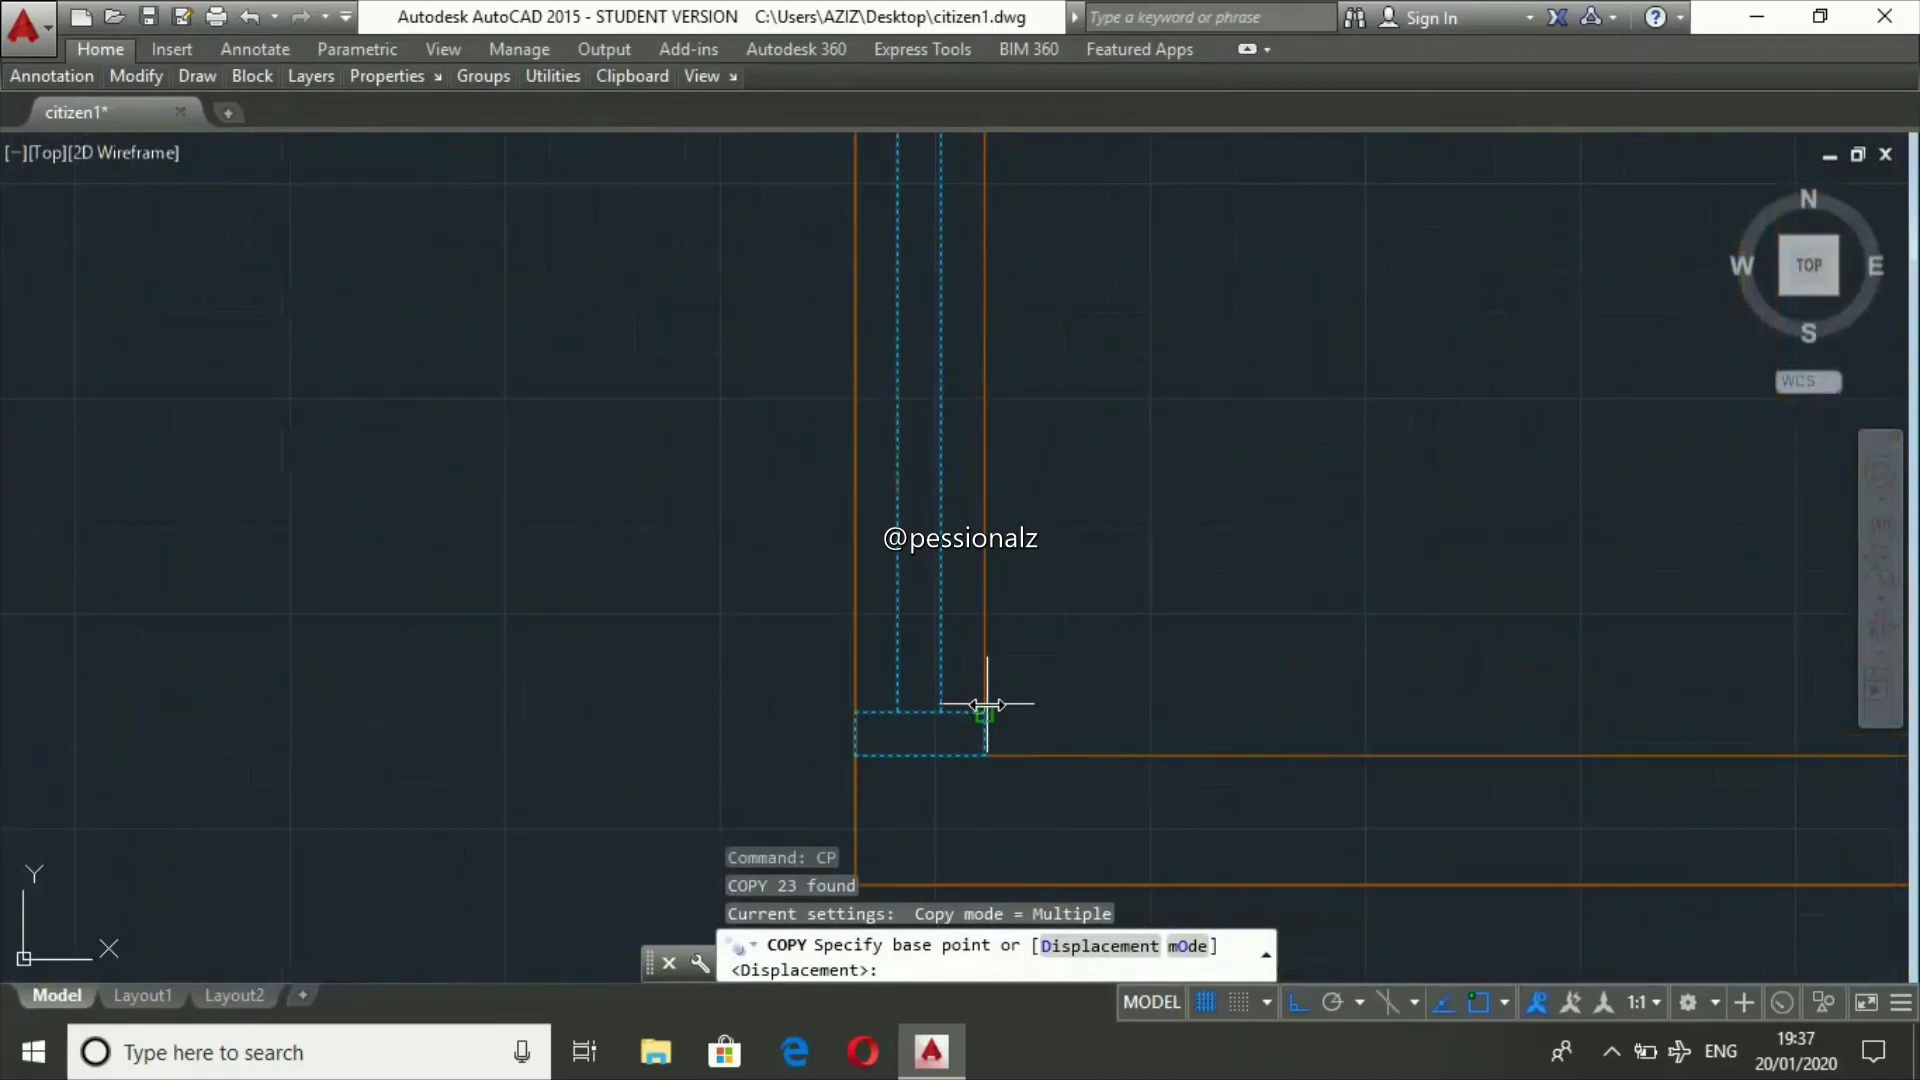 Autodesk AutoCAD 2015 - STUDENT VERSION    C:\Users\AZIZ\Desktop\citizen1.dwg
Type a keyword or phrase
Sign In
Home Insert Annotate Parametric View Manage Output Add-ins Autodesk 360 Express Tools BIM 360 Featured Apps
Annotation Modify Draw Block Layers Properties Groups Utilities Clipboard View
citizen1*
[−][Top][2D Wireframe]
N
W TOP E
S
WCS
@pessionalz
Command: CP
COPY 23 found
Current settings:  Copy mode = Multiple
COPY Specify base point or [Displacement mOde]
<Displacement>:
Y
X
Model Layout1 Layout2
MODEL 1:1
Type here to search
ENG
19:37
20/01/2020